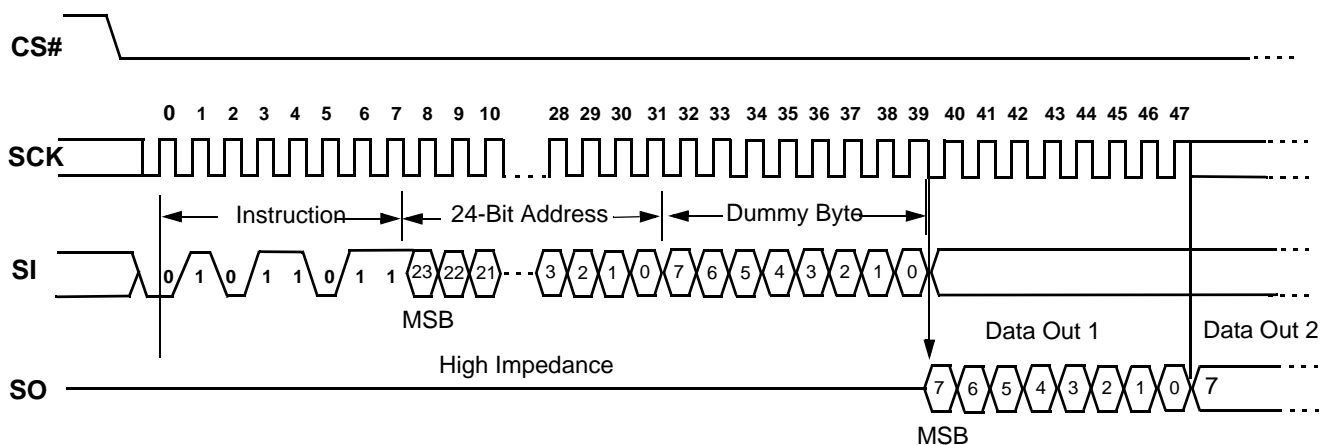 CS#
0 1 2 3 4 5 6 7 8 9 10 28 29 30 31 32 33 34 35 36 37 38 39 40 41 42 43 44 45 46 47
SCK
Instruction 24-Bit Address Dummy Byte
SI 0 1 0 1 1 0 1 1 23 22 21 3 2 1 0 7 6 5 4 3 2 1 0
MSB
Data Out 1 Data Out 2
High Impedance
SO 7 6 5 4 3 2 1 0 7
MSB